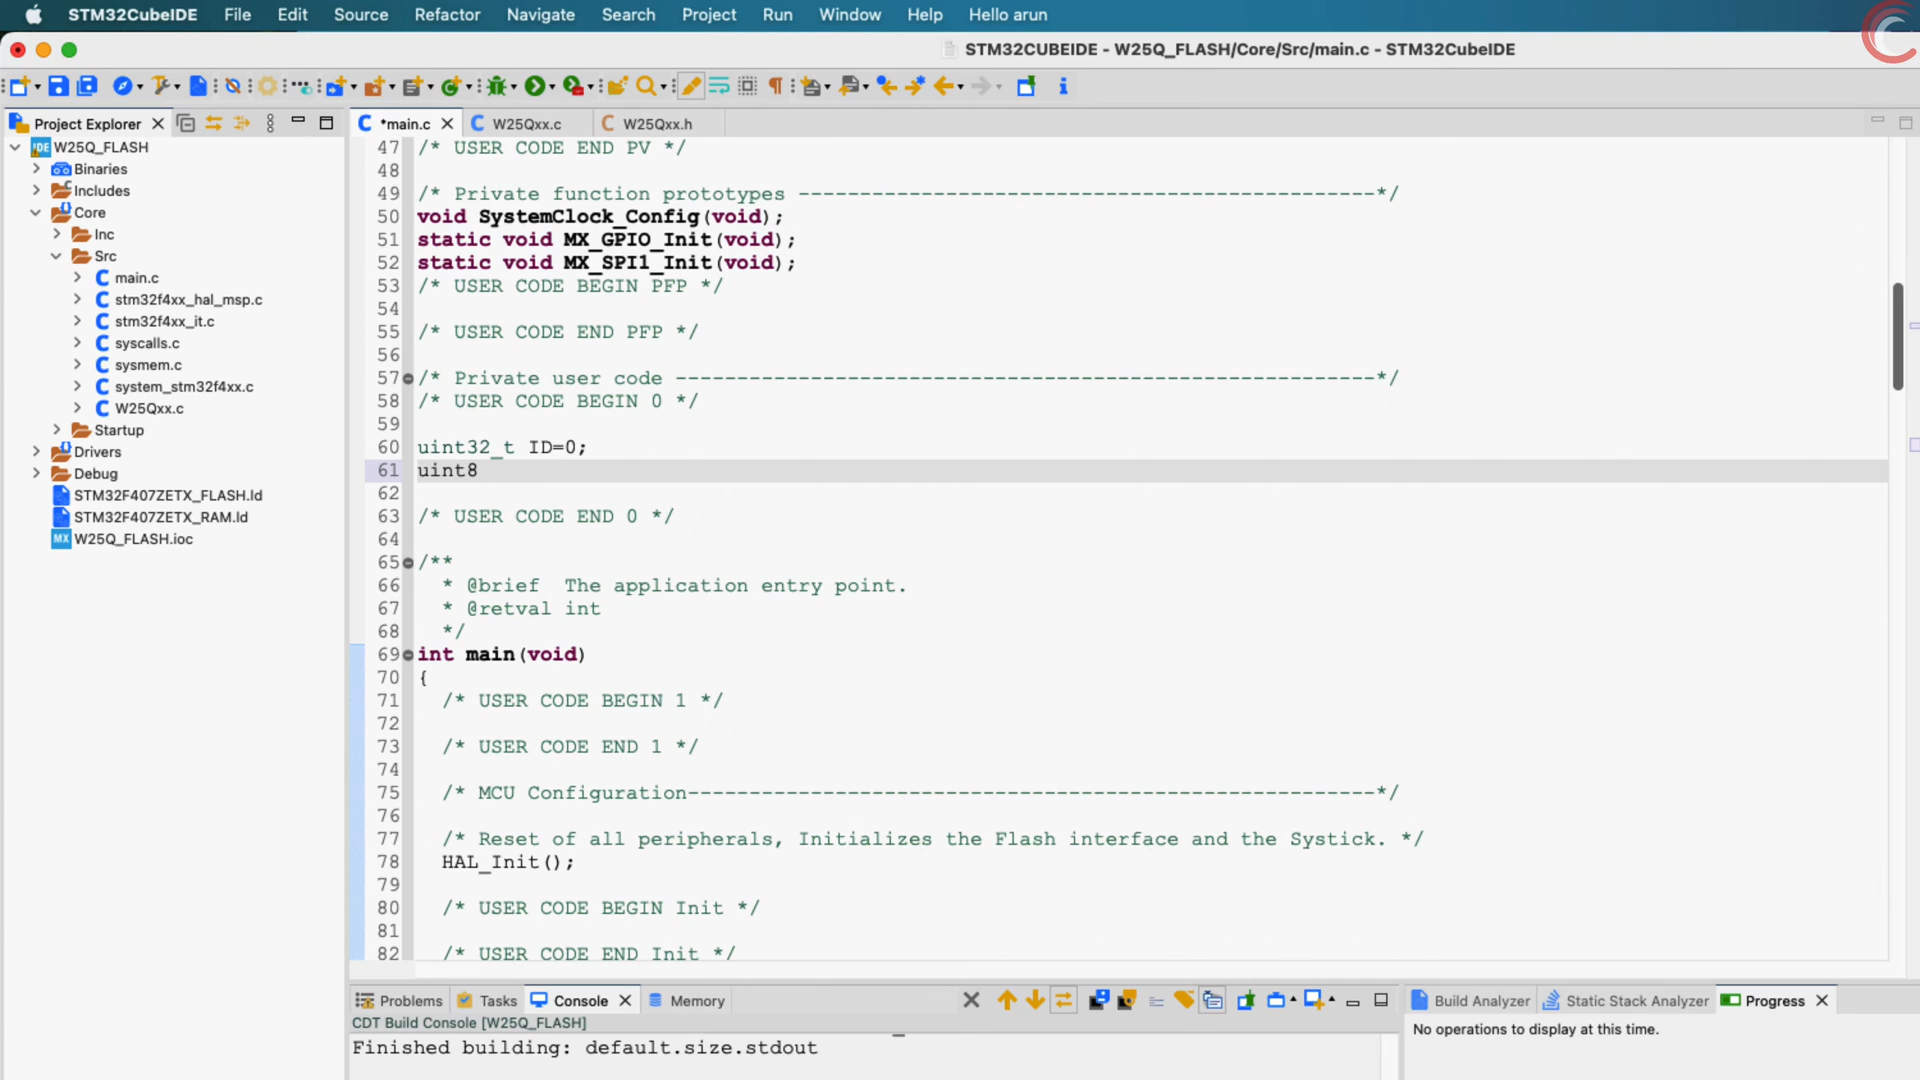 STM32CubeIDE File Edit Source Refactor Navigate Search Project Run Window Help Hello arun
STM32CUBEIDE - W25Q_FLASH/Core/Src/main.c - STM32CubeIDE
Project Explorer
W25Q_FLASH
Binaries
Includes
Core
Inc
Src
main.c
stm32f4xx_hal_msp.c
stm32f4xx_it.c
syscalls.c
sysmem.c
system_stm32f4xx.c
W25Qxx.c
Startup
Drivers
Debug
STM32F407ZETX_FLASH.ld
STM32F407ZETX_RAM.ld
W25Q_FLASH.ioc
*main.c W25Qxx.c W25Qxx.h
47 /* USER CODE END PV */
48
49 /* Private function prototypes -----------------------------------------------*/
50 void SystemClock_Config(void);
51 static void MX_GPIO_Init(void);
52 static void MX_SPI1_Init(void);
53 /* USER CODE BEGIN PFP */
54
55 /* USER CODE END PFP */
56
57 /* Private user code ---------------------------------------------------------*/
58 /* USER CODE BEGIN 0 */
59
60 uint32_t ID=0;
61 uint8
62
63 /* USER CODE END 0 */
64
65 /**
66   * @brief  The application entry point.
67   * @retval int
68   */
69 int main(void)
70 {
71   /* USER CODE BEGIN 1 */
72
73   /* USER CODE END 1 */
74
75   /* MCU Configuration--------------------------------------------------------*/
76
77   /* Reset of all peripherals, Initializes the Flash interface and the Systick. */
78   HAL_Init();
79
80   /* USER CODE BEGIN Init */
81
82   /* USER CODE END Init */
Problems Tasks Console Memory
CDT Build Console [W25Q_FLASH]
Finished building: default.size.stdout
Build Analyzer Static Stack Analyzer Progress
No operations to display at this time.